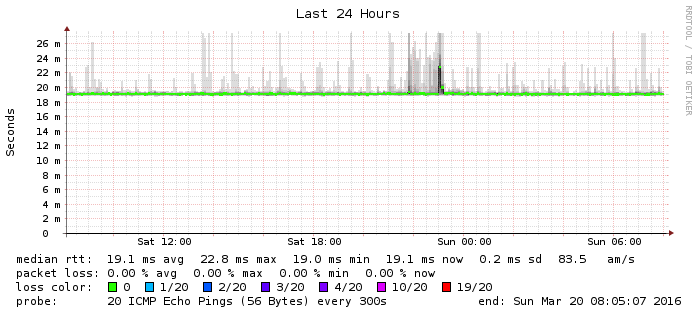 Last 24 Hours
RRDTOOL / TOBI OETIKER
Seconds
26 m
24 m
22 m
20 m
18 m
16 m
14 m
12 m
10 m
8 m
6 m
4 m
2 m
0
Sat 12:00 Sat 18:00 Sun 00:00 Sun 06:00
median rtt: 19.1 ms avg 22.8 ms max 19.0 ms min 19.1 ms now 0.2 ms sd 83.5 am/s
packet loss: 0.00 % avg 0.00 % max 0.00 % min 0.00 % now
loss color: 0 1/20 2/20 3/20 4/20 10/20 19/20
probe: 20 ICMP Echo Pings (56 Bytes) every 300s end: Sun Mar 20 08:05:07 2016